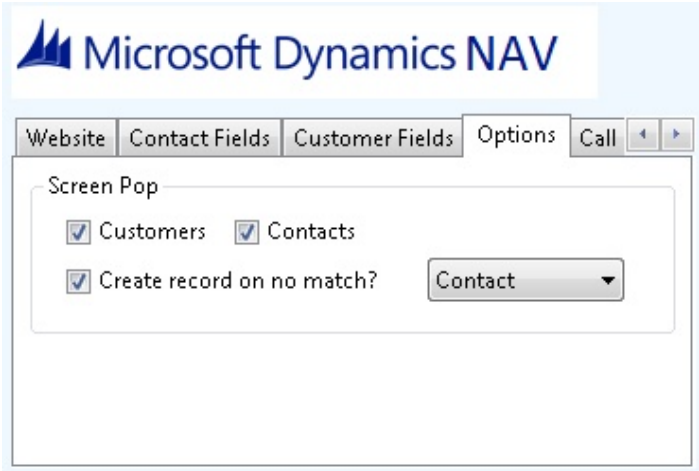 Microsoft Dynamics NAV
Website Contact Fields Customer Fields Options Call
Screen Pop
Customers Contacts
Create record on no match? Contact